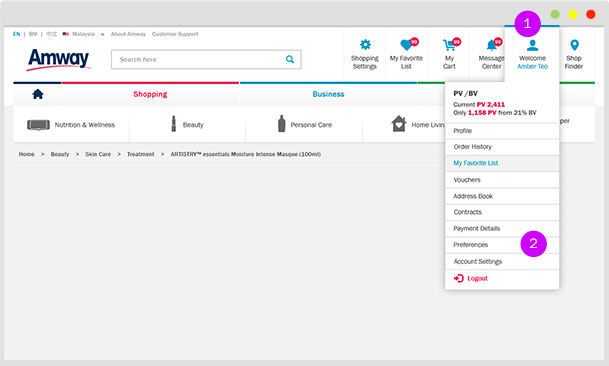 1
EN | BM | 中文 Malaysia About Amway Customer Support
Amway
Search here
Shopping Settings
My Favorite List
99
My Cart
99
Message Center
99
Welcome Amber Teo
Shop Finder
Shopping
Business
Nutrition & Wellness
Beauty
Personal Care
Home Livin
per
Home > Beauty > Skin Care > Treatment > ARTISTRY™ essentials Moisture Intense Masque (100ml)
PV / BV
Current PV 2,411
Only 1,158 PV from 21% BV
Profile
Order History
My Favorite List
Vouchers
Address Book
Contracts
Payment Details
Preferences
2
Account Settings
Logout